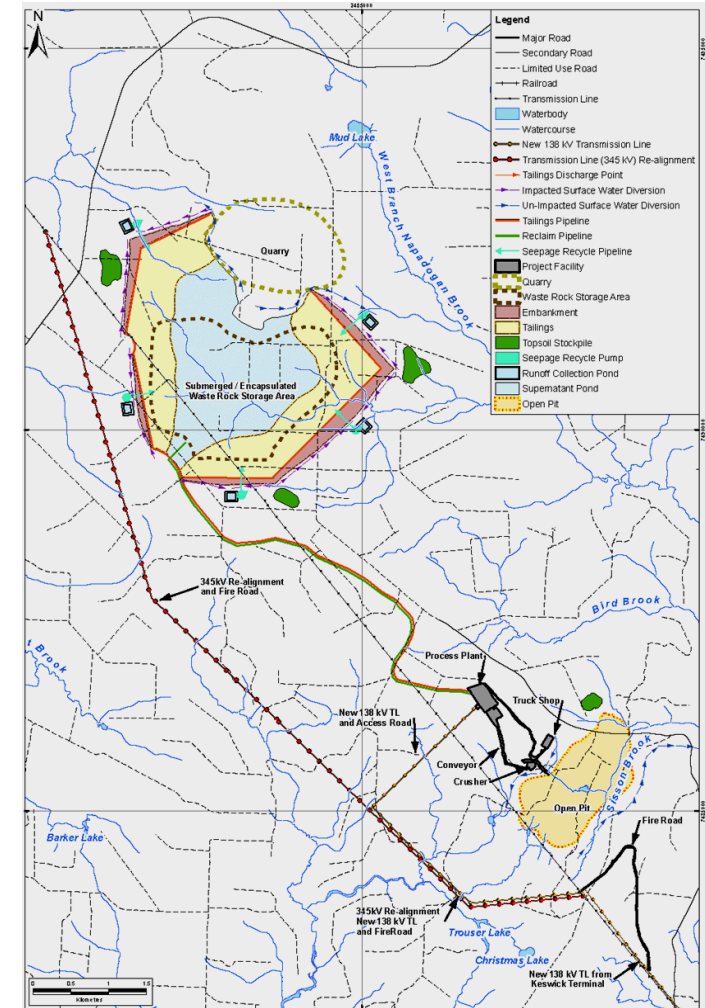 N
2455000
Legend
Major Road
Secondary Road
Limited Use Road
Railroad
Transmission Line
Waterbody
Watercourse
New 138 kV Transmission Line
Transmission Line (345 kV) Re-alignment
Tailings Discharge Point
Impacted Surface Water Diversion
Un-Impacted Surface Water Diversion
Tailings Pipeline
Reclaim Pipeline
Seepage Recycle Pipeline
Project Facility
Quarry
Waste Rock Storage Area
Embankment
Tailings
Topsoil Stockpile
Seepage Recycle Pump
Runoff Collection Pond
Supernatant Pond
Open Pit
Mud Lake
West Branch Napadogan Brook
Quarry
Submerged / Encapsulated
Waste Rock Storage Area
345kV Re-alignment
and Fire Road
Bird Brook
t Brook
Process Plant
Truck Shop
New 138 kV TL
and Access Road
Conveyor
Crusher
Sisson Brook
Open Pit
Fire Road
Barker Lake
345kV Re-alignment
New 138 kV TL
and FireRoad
Trouser Lake
Christmas Lake
New 138 kV TL from
Keswick Terminal
0 0.5 1 1.5
Kilometres